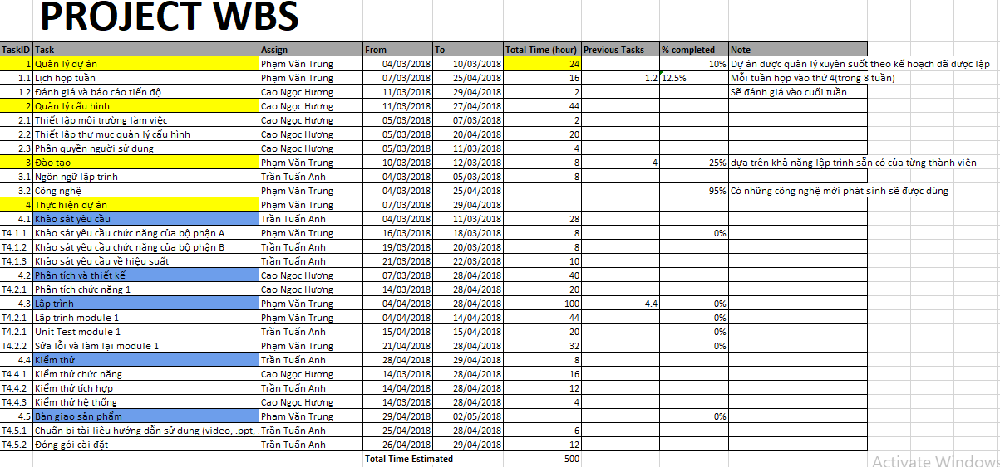 PROJECT WBS
TaskID Task Assign From To Total Time (hour) Previous Tasks % completed Note
1 Quản lý dự án Phạm Văn Trung 04/03/2018 10/03/2018 24 10% Dự án được quản lý xuyên suốt theo kế hoạch đã được lập
1.1 Lịch họp tuần Phạm Văn Trung 07/03/2018 25/04/2018 16 1.2 12.5% Mỗi tuần họp vào thứ 4(trong 8 tuần)
1.2 Đánh giá và báo cáo tiến độ Cao Ngọc Hương 11/03/2018 29/04/2018 2 Sẽ đánh giá vào cuối tuần
2 Quản lý cấu hình Cao Ngọc Hương 11/03/2018 27/04/2018 44
2.1 Thiết lập môi trường làm việc Cao Ngọc Hương 05/03/2018 07/03/2018 2
2.2 Thiết lập thư mục quản lý cấu hình Cao Ngọc Hương 05/03/2018 20/04/2018 20
2.3 Phân quyền người sử dụng Cao Ngọc Hương 05/03/2018 11/03/2018 4
3 Đào tạo Phạm Văn Trung 10/03/2018 12/03/2018 8 4 25% dựa trên khả năng lập trình sẵn có của từng thành viên
3.1 Ngôn ngữ lập trình Trần Tuấn Anh 04/03/2018 05/03/2018 8
3.2 Công nghệ Phạm Văn Trung 04/03/2018 25/04/2018 95% Có những công nghệ mới phát sinh sẽ được dùng
4 Thực hiện dự án Phạm Văn Trung 07/03/2018 29/04/2018
4.1 Khảo sát yêu cầu Trần Tuấn Anh 04/03/2018 11/03/2018 28
T4.1.1 Khảo sát yêu cầu chức năng của bộ phận A Phạm Văn Trung 16/03/2018 18/03/2018 8 0%
T4.1.2 Khảo sát yêu cầu chức năng của bộ phận B Trần Tuấn Anh 19/03/2018 20/03/2018 8
T4.1.3 Khảo sát yêu cầu về hiệu suất Trần Tuấn Anh 21/03/2018 22/03/2018 10
4.2 Phân tích và thiết kế Cao Ngọc Hương 07/03/2018 28/04/2018 40
T4.2.1 Phân tích chức năng 1 Cao Ngọc Hương 14/03/2018 28/04/2018 20
4.3 Lập trình Phạm Văn Trung 04/04/2018 28/04/2018 100 4.4 0%
T4.2.1 Lập trình module 1 Phạm Văn Trung 04/04/2018 14/04/2018 44 0%
T4.2.1 Unit Test module 1 Trần Tuấn Anh 15/04/2018 15/04/2018 20 0%
T4.2.2 Sửa lỗi và làm lại module 1 Phạm Văn Trung 21/04/2018 28/04/2018 32 0%
4.4 Kiểm thử Trần Tuấn Anh 28/04/2018 29/04/2018 8
T4.4.1 Kiểm thử chức năng Cao Ngọc Hương 14/03/2018 28/04/2018 16
T4.4.2 Kiểm thử tích hợp Trần Tuấn Anh 14/04/2018 28/04/2018 12
T4.4.3 Kiểm thử hệ thống Cao Ngọc Hương 14/03/2018 28/04/2018 4
4.5 Bàn giao sản phẩm Phạm Văn Trung 29/04/2018 02/05/2018 0%
T4.5.1 Chuẩn bị tài liệu hướng dẫn sử dụng (video, .ppt, Trần Tuấn Anh 25/04/2018 28/04/2018 6
T4.5.2 Đóng gói cài đặt Trần Tuấn Anh 26/04/2018 29/04/2018 12
Total Time Estimated 500
Activate Windows